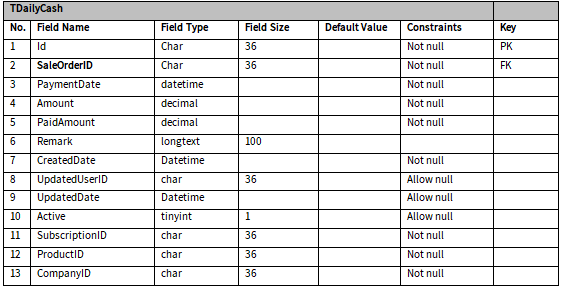 TDailyCash
No. Field Name Field Type Field Size Default Value Constraints Key
1 Id Char 36 Not null PK
2 SaleOrderID Char 36 Not null FK
3 PaymentDate datetime Not null
4 Amount decimal Not null
5 PaidAmount decimal Not null
6 Remark longtext 100
7 CreatedDate Datetime Not null
8 UpdatedUserID char 36 Allow null
9 UpdatedDate Datetime Allow null
10 Active tinyint 1 Allow null
11 SubscriptionID char 36 Not null
12 ProductID char 36 Not null
13 CompanyID char 36 Not null